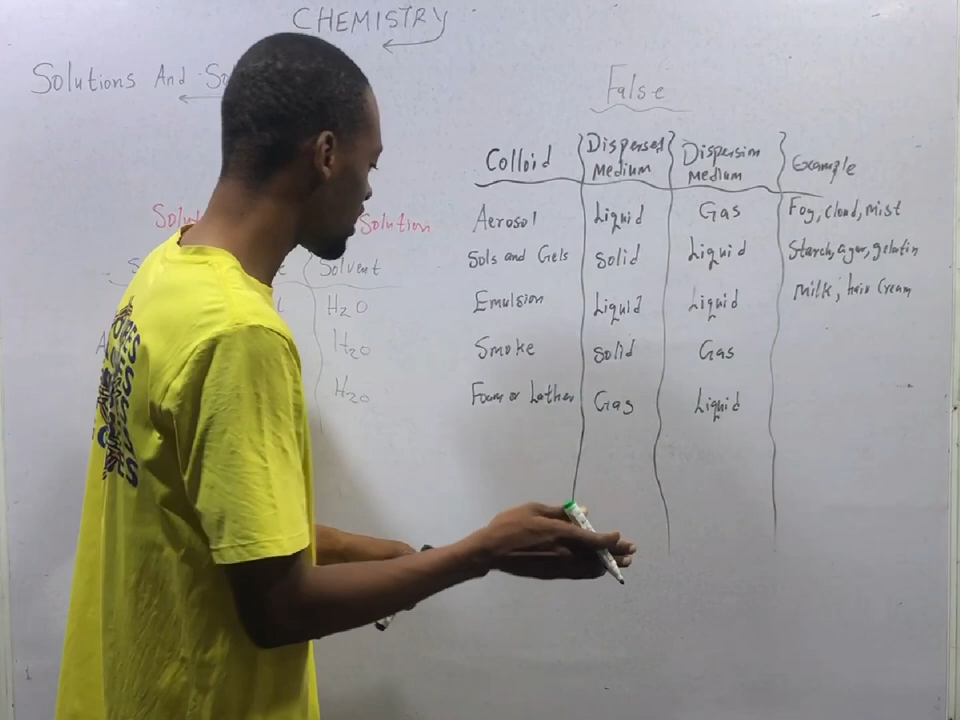 CHEMISTRY
Solutions And
False
Colloid Dispersed Medium Dispersion Medium Example
Aerosol Liquid Gas Fog, cloud, mist
Sols and Gels Solid Liquid Starch, agar, gelatin
Emulsion Liquid Liquid Milk, hair cream
Smoke Solid Gas
Foam or Lather Gas Liquid
Solution
Solvent
H2O
H2O
H2O